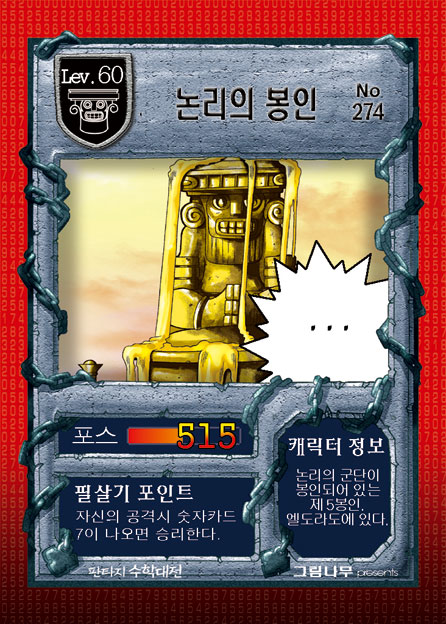 Lev. 60
논리의 봉인
No
274
...
포스 515
캐릭터 정보
논리의 군단이
봉인되어 있는
제 5봉인.
엘도라도에 있다.
필살기 포인트
자신의 공격시 숫자카드
7이 나오면 승리한다.
판타지 수학대전
그림나무 presents